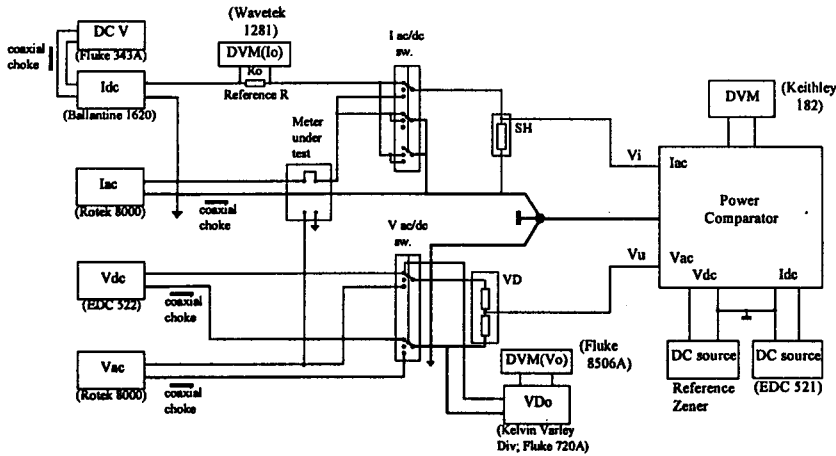 DC V
(Fluke 343A)
coaxial
choke
Idc
(Ballantine 1620)
(Wavetek
1281)
DVM(Io)
Ro
Reference R
I ac/dc
sw.
Meter
under
test
Iac
(Rotek 8000)
coaxial
choke
SH
Vi
DVM
(Keithley
182)
Iac
Power
Comparator
Vu
Vac
Vdc
Idc
V ac/dc
sw.
Vdc
(EDC 522)
coaxial
choke
VD
Vac
(Rotek 8000)
coaxial
choke
DVM(Vo)
(Fluke
8506A)
VDo
(Kelvin Varley
Div; Fluke 720A)
DC source
Reference
Zener
DC source
(EDC 521)